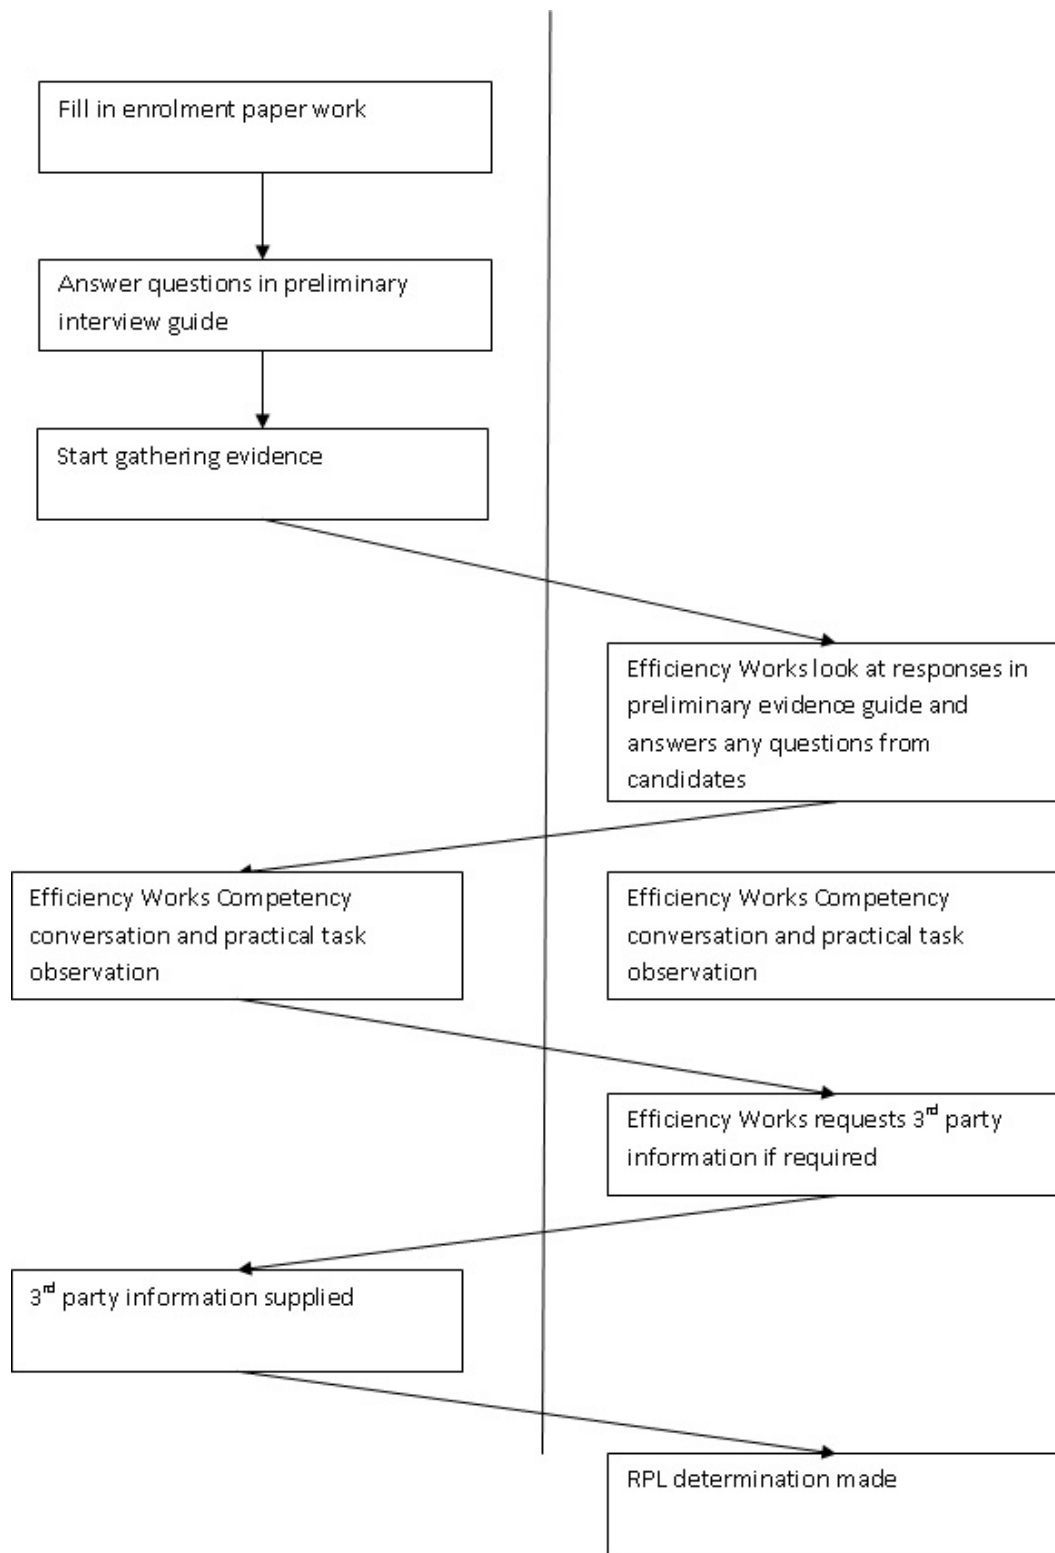 Fill in enrolment paper work
Answer questions in preliminary
interview guide
Start gathering evidence
Efficiency Works look at responses in
preliminary evidence guide and
answers any questions from
candidates
Efficiency Works Competency
conversation and practical task
observation
Efficiency Works Competency
conversation and practical task
observation
Efficiency Works requests 3rd party
information if required
3rd party information supplied
RPL determination made